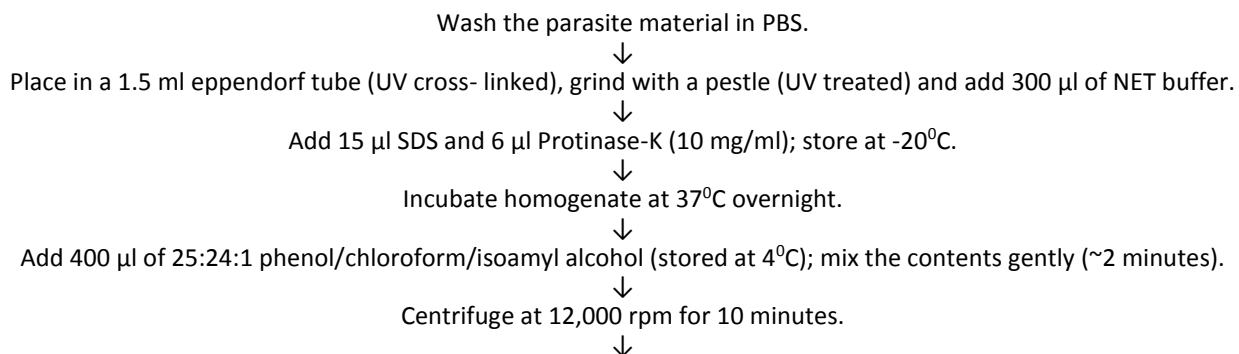 Wash the parasite material in PBS.
↓
Place in a 1.5 ml eppendorf tube (UV cross- linked), grind with a pestle (UV treated) and add 300 µl of NET buffer.
↓
Add 15 µl SDS and 6 µl Protinase-K (10 mg/ml); store at -20⁰C.
↓
Incubate homogenate at 37⁰C overnight.
↓
Add 400 µl of 25:24:1 phenol/chloroform/isoamyl alcohol (stored at 4⁰C); mix the contents gently (~2 minutes).
↓
Centrifuge at 12,000 rpm for 10 minutes.
↓